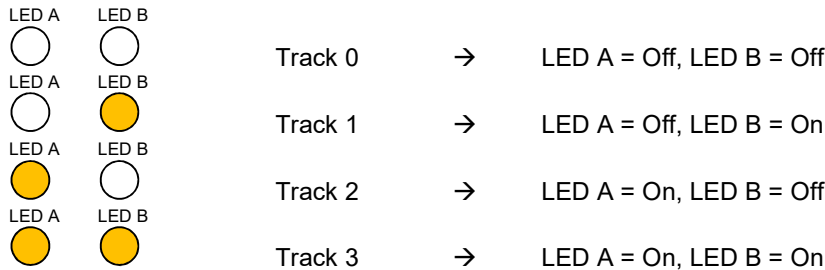 LED A LED B
Track 0 → LED A = Off, LED B = Off
LED A LED B
Track 1 → LED A = Off, LED B = On
LED A LED B
Track 2 → LED A = On, LED B = Off
LED A LED B
Track 3 → LED A = On, LED B = On